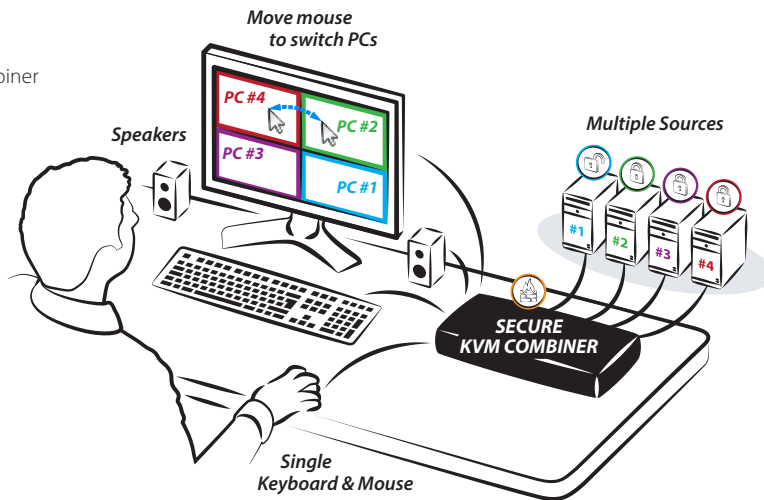 Move mouse
to switch PCs
biner
PC #4
PC #2
PC #3
PC #1
Speakers
Multiple Sources
#1
#2
#3
#4
SECURE
KVM COMBINER
Single
Keyboard & Mouse